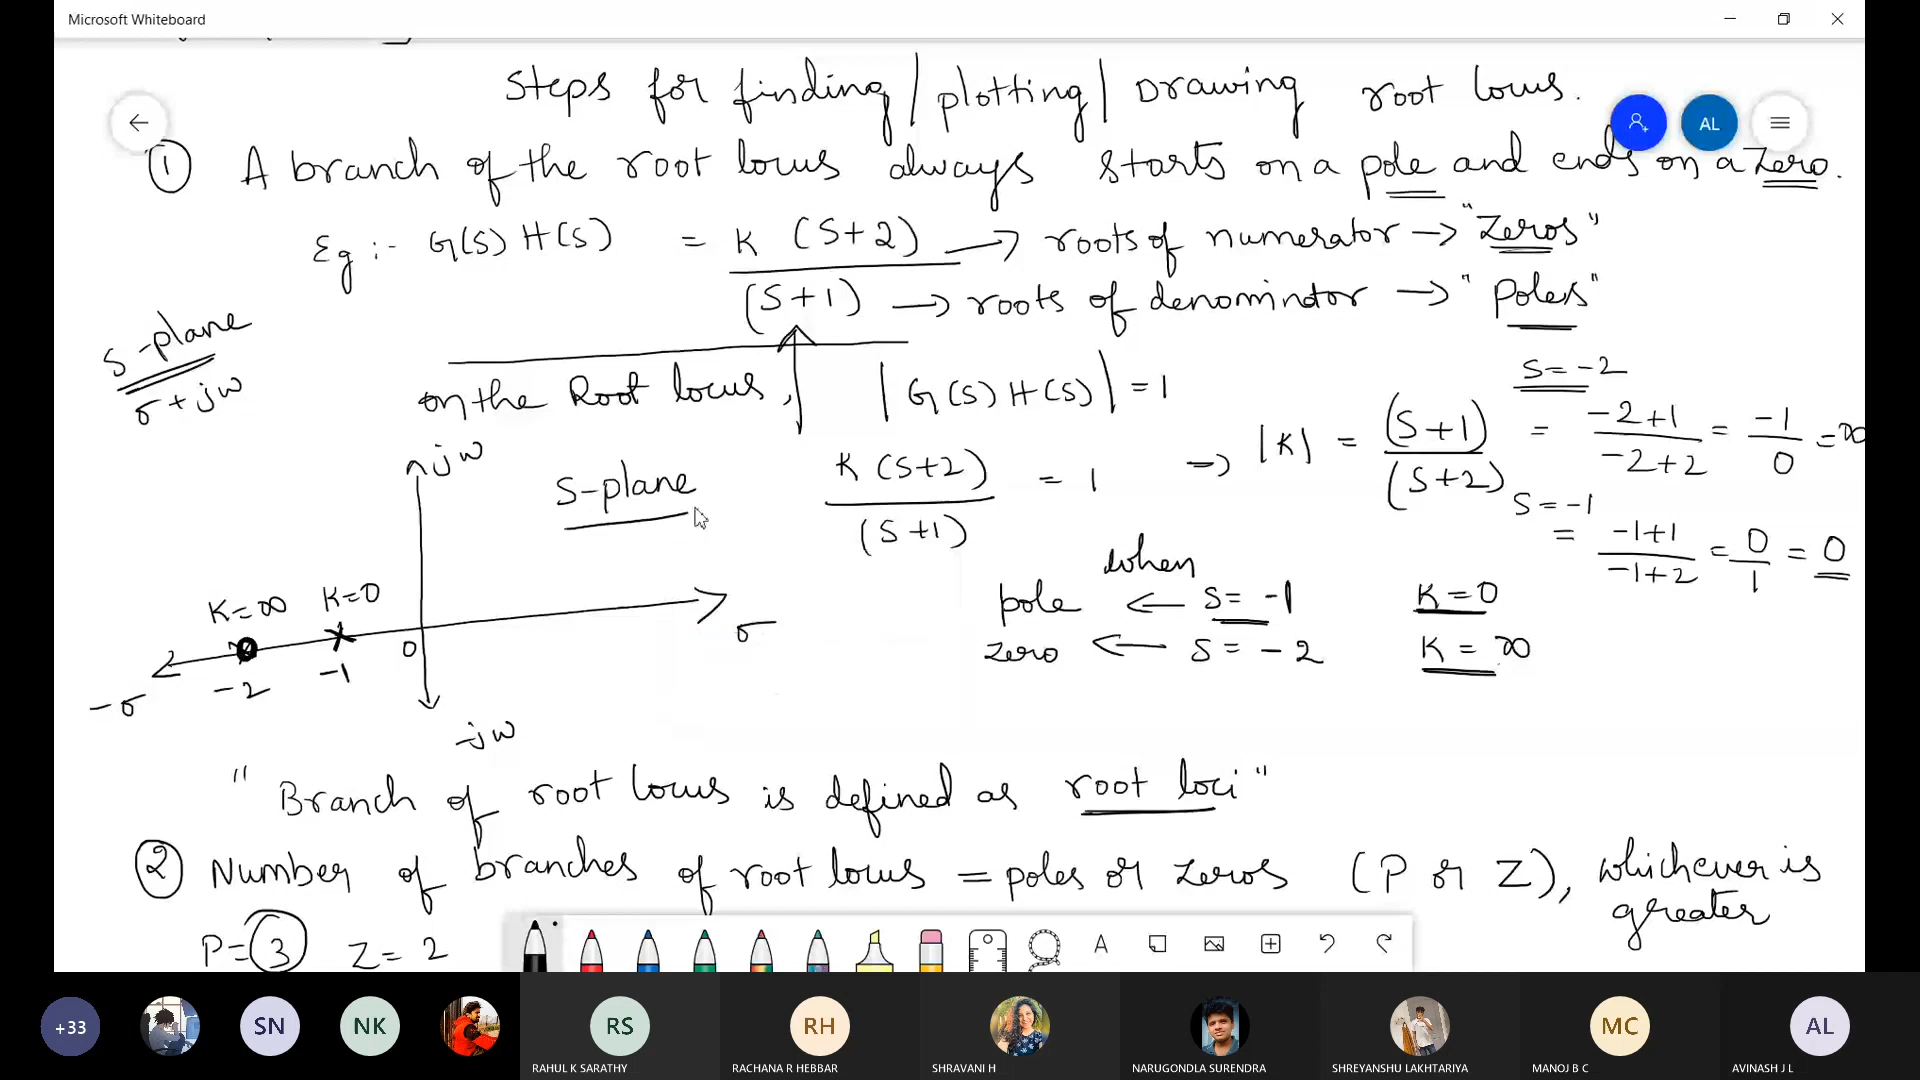 Microsoft Whiteboard
Steps for finding / plotting / Drawing root locus.
① A branch of the root locus always starts on a pole and ends on a zero.
Eg :- G(S) H(S) = K (S+2) → roots of numerator → "Zeros"
(S+1) → roots of denomindor → "Poles"
S-plane
σ + jω
on the Root locus, |G(S) H(S)| = 1
S = -2
K (S+2) / (S+1) = 1 → |K| = (S+1) / (S+2) = -2+1 / -2+2 = -1 / 0 = ∞
S = -1
= -1+1 / -1+2 = 0 / 1 = 0
jω
S-plane
when
pole ← S = -1 K = 0
zero ← S = -2 K = ∞
K=∞ K=0
-2 -1 0 σ
-σ
-jω
"Branch of root locus is defined as root loci"
② Number of branches of root locus = poles or zeros (P or Z), whichever is
greater
P = 3 Z = 2
A
AL
+33
SN
NK
RS
RH
MC
AL
RAHUL K SARATHY
RACHANA R HEBBAR
SHRAVANI H
NARUGONDLA SURENDRA
SHREYANSHU LAKHTARIYA
MANOJ B C
AVINASH J L